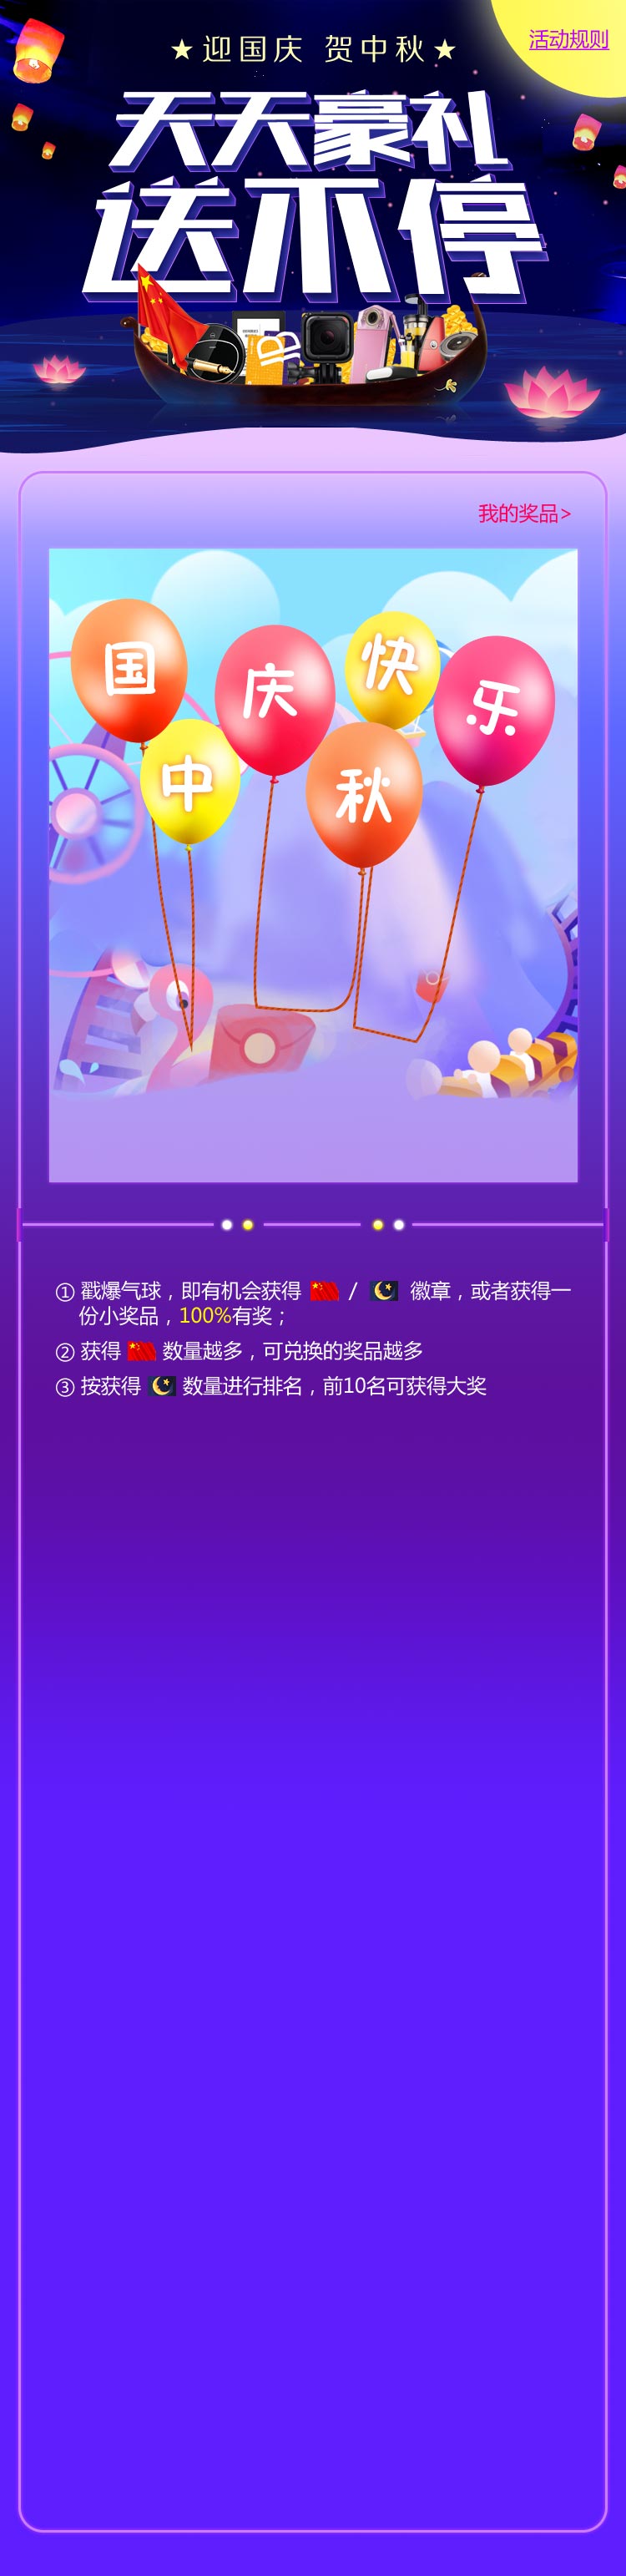 ★迎国庆 贺中秋★
活动规则
天天豪礼
送不停
我的奖品>
国庆快乐
中秋
① 戳爆气球，即有机会获得 / 徽章，或者获得一
份小奖品，100%有奖；
② 获得 数量越多，可兑换的奖品越多
③ 按获得 数量进行排名，前10名可获得大奖